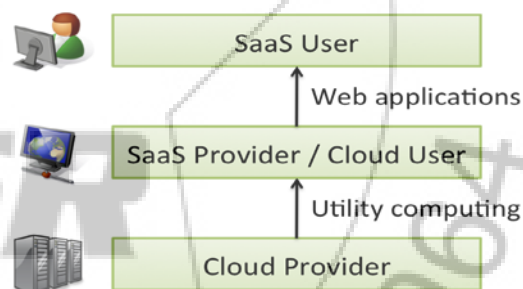 SaaS User
Web applications
SaaS Provider / Cloud User
Utility computing
Cloud Provider